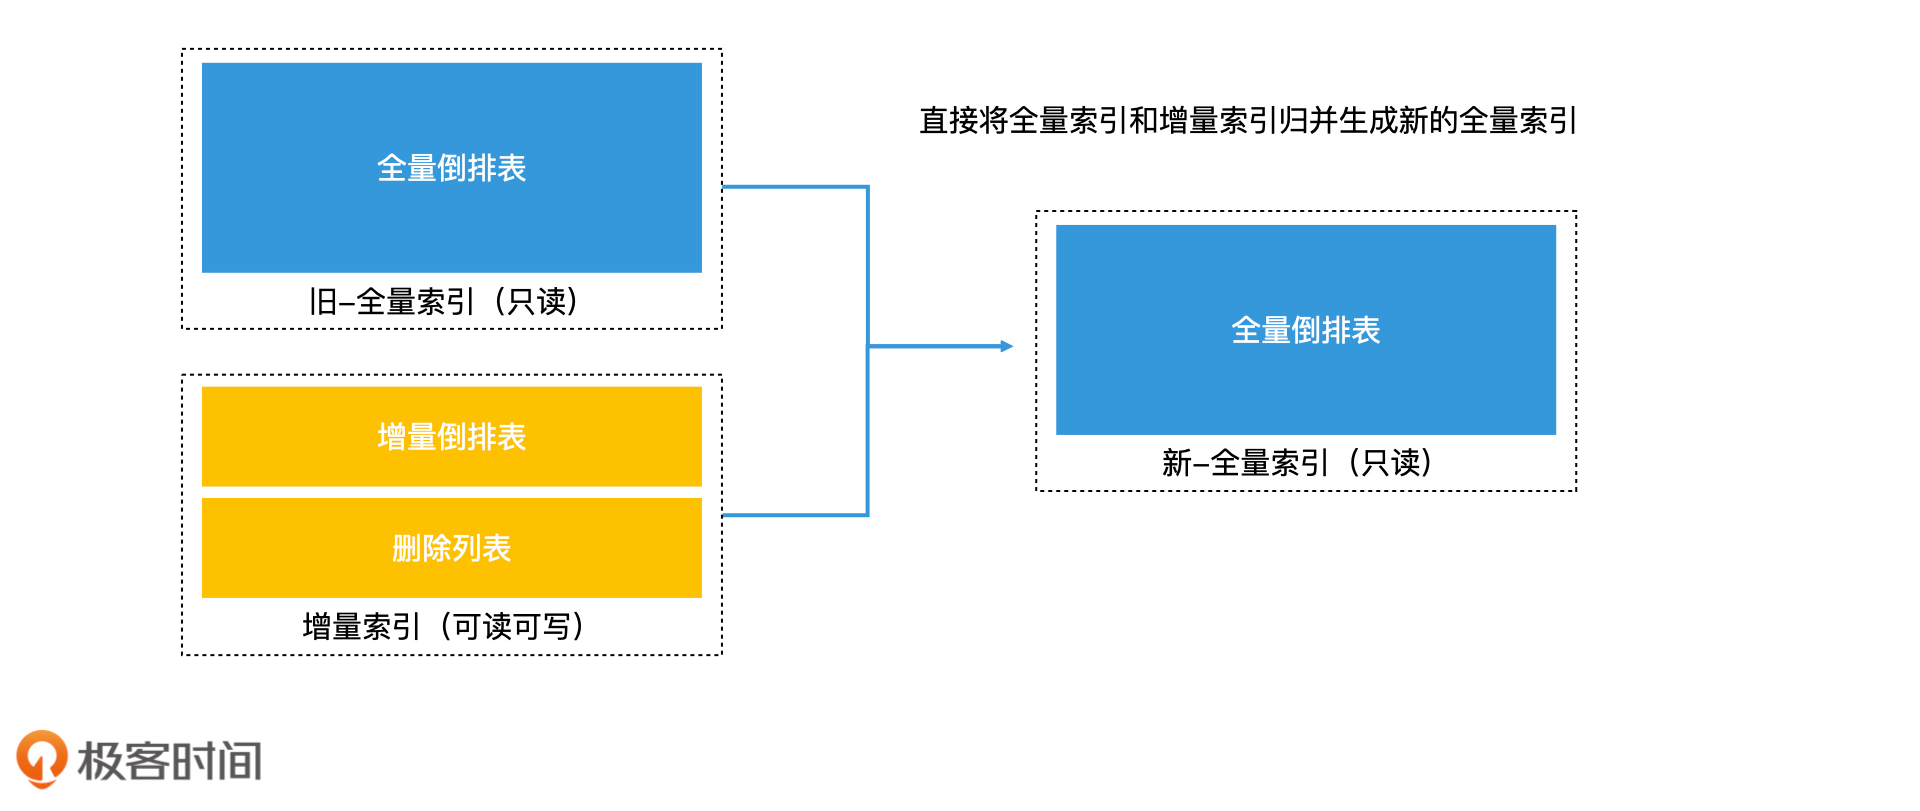 全量倒排表
旧-全量索引（只读）
增量倒排表
删除列表
增量索引（可读可写）
直接将全量索引和增量索引归并生成新的全量索引
全量倒排表
新-全量索引（只读）
极客时间